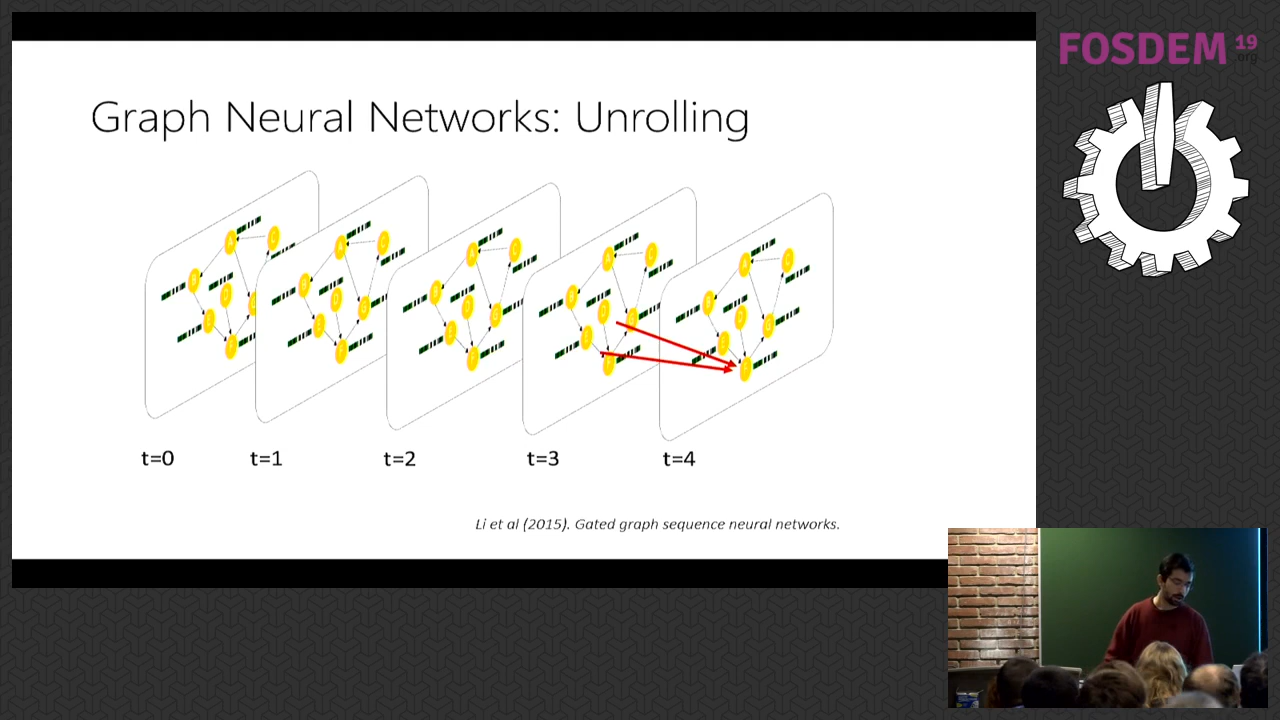 FOSDEM 19
.org
Graph Neural Networks: Unrolling
A C B D G E F
A C B D G E F
A C B D G E F
A C B D G E F
A C B D G E F
t=0 t=1 t=2 t=3 t=4
Li et al (2015). Gated graph sequence neural networks.